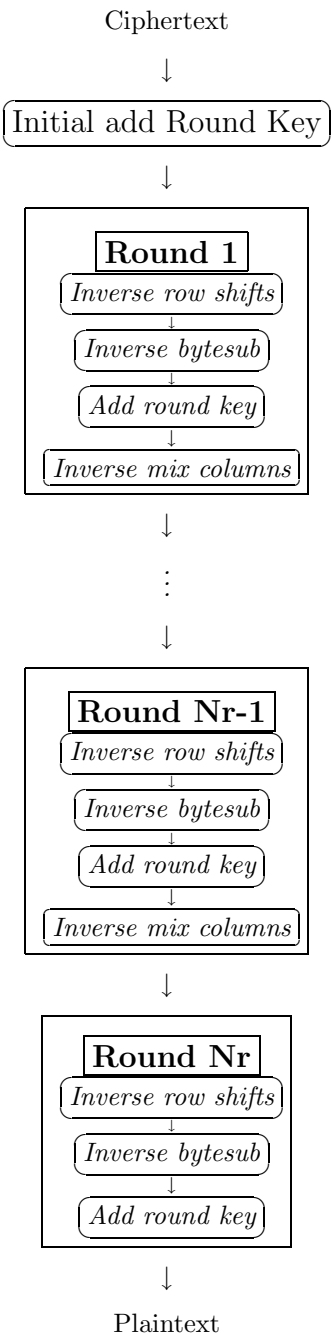 Ciphertext
↓
Initial add Round Key
↓
Round 1
Inverse row shifts
↓
Inverse bytesub
↓
Add round key
↓
Inverse mix columns
↓
⋮
↓
Round Nr-1
Inverse row shifts
↓
Inverse bytesub
↓
Add round key
↓
Inverse mix columns
↓
Round Nr
Inverse row shifts
↓
Inverse bytesub
↓
Add round key
↓
Plaintext